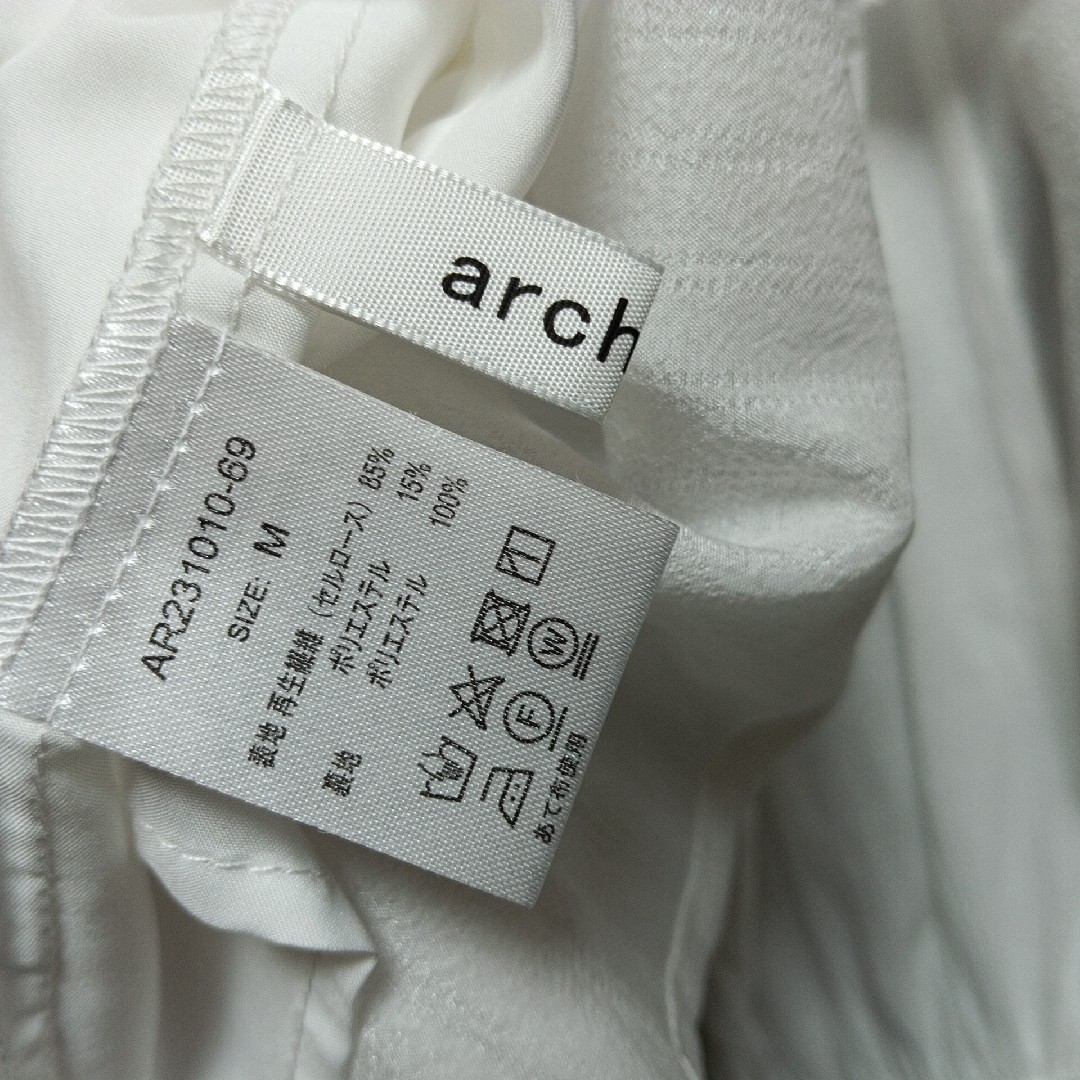 arch
AR231010-69
SIZE: M
表地 再生繊維 (セルロース) 85%
ポリエステル 15%
裏地 ポリエステル 100%
W
F
あて布使用